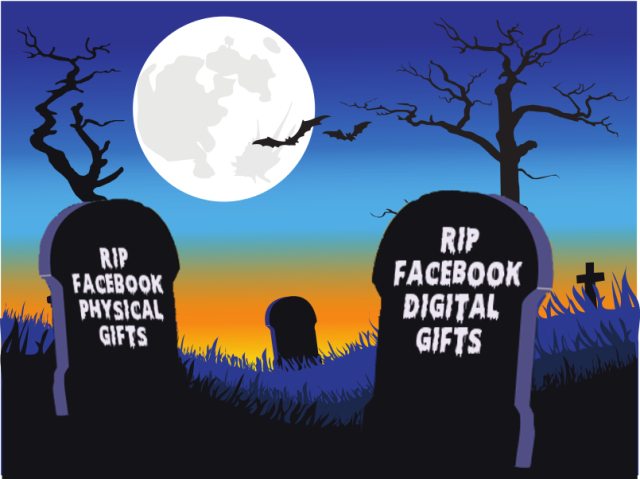 RIP
FACEBOOK
PHYSICAL
GIFTS
RIP
FACEBOOK
DIGITAL
GIFTS